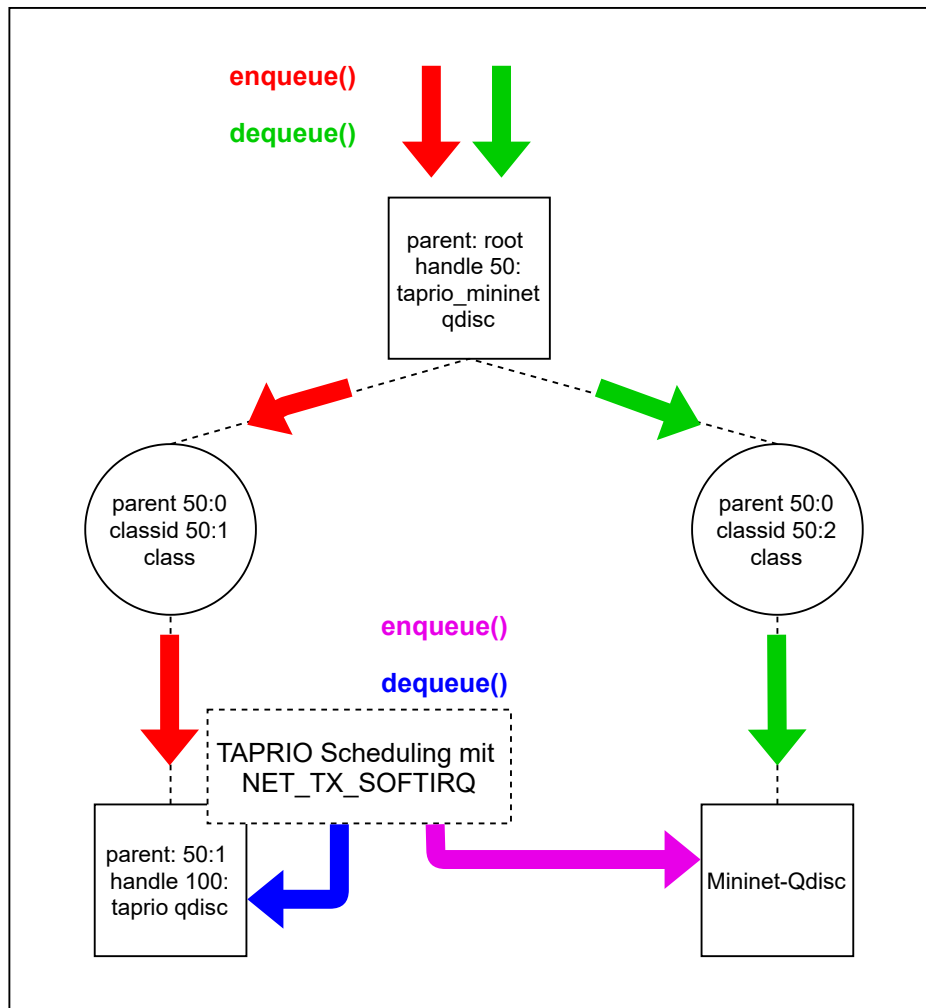 enqueue()
dequeue()
parent: root
handle 50:
taprio_mininet
qdisc
parent 50:0
classid 50:1
class
parent 50:0
classid 50:2
class
enqueue()
dequeue()
TAPRIO Scheduling mit
NET_TX_SOFTIRQ
parent: 50:1
handle 100:
taprio qdisc
Mininet-Qdisc